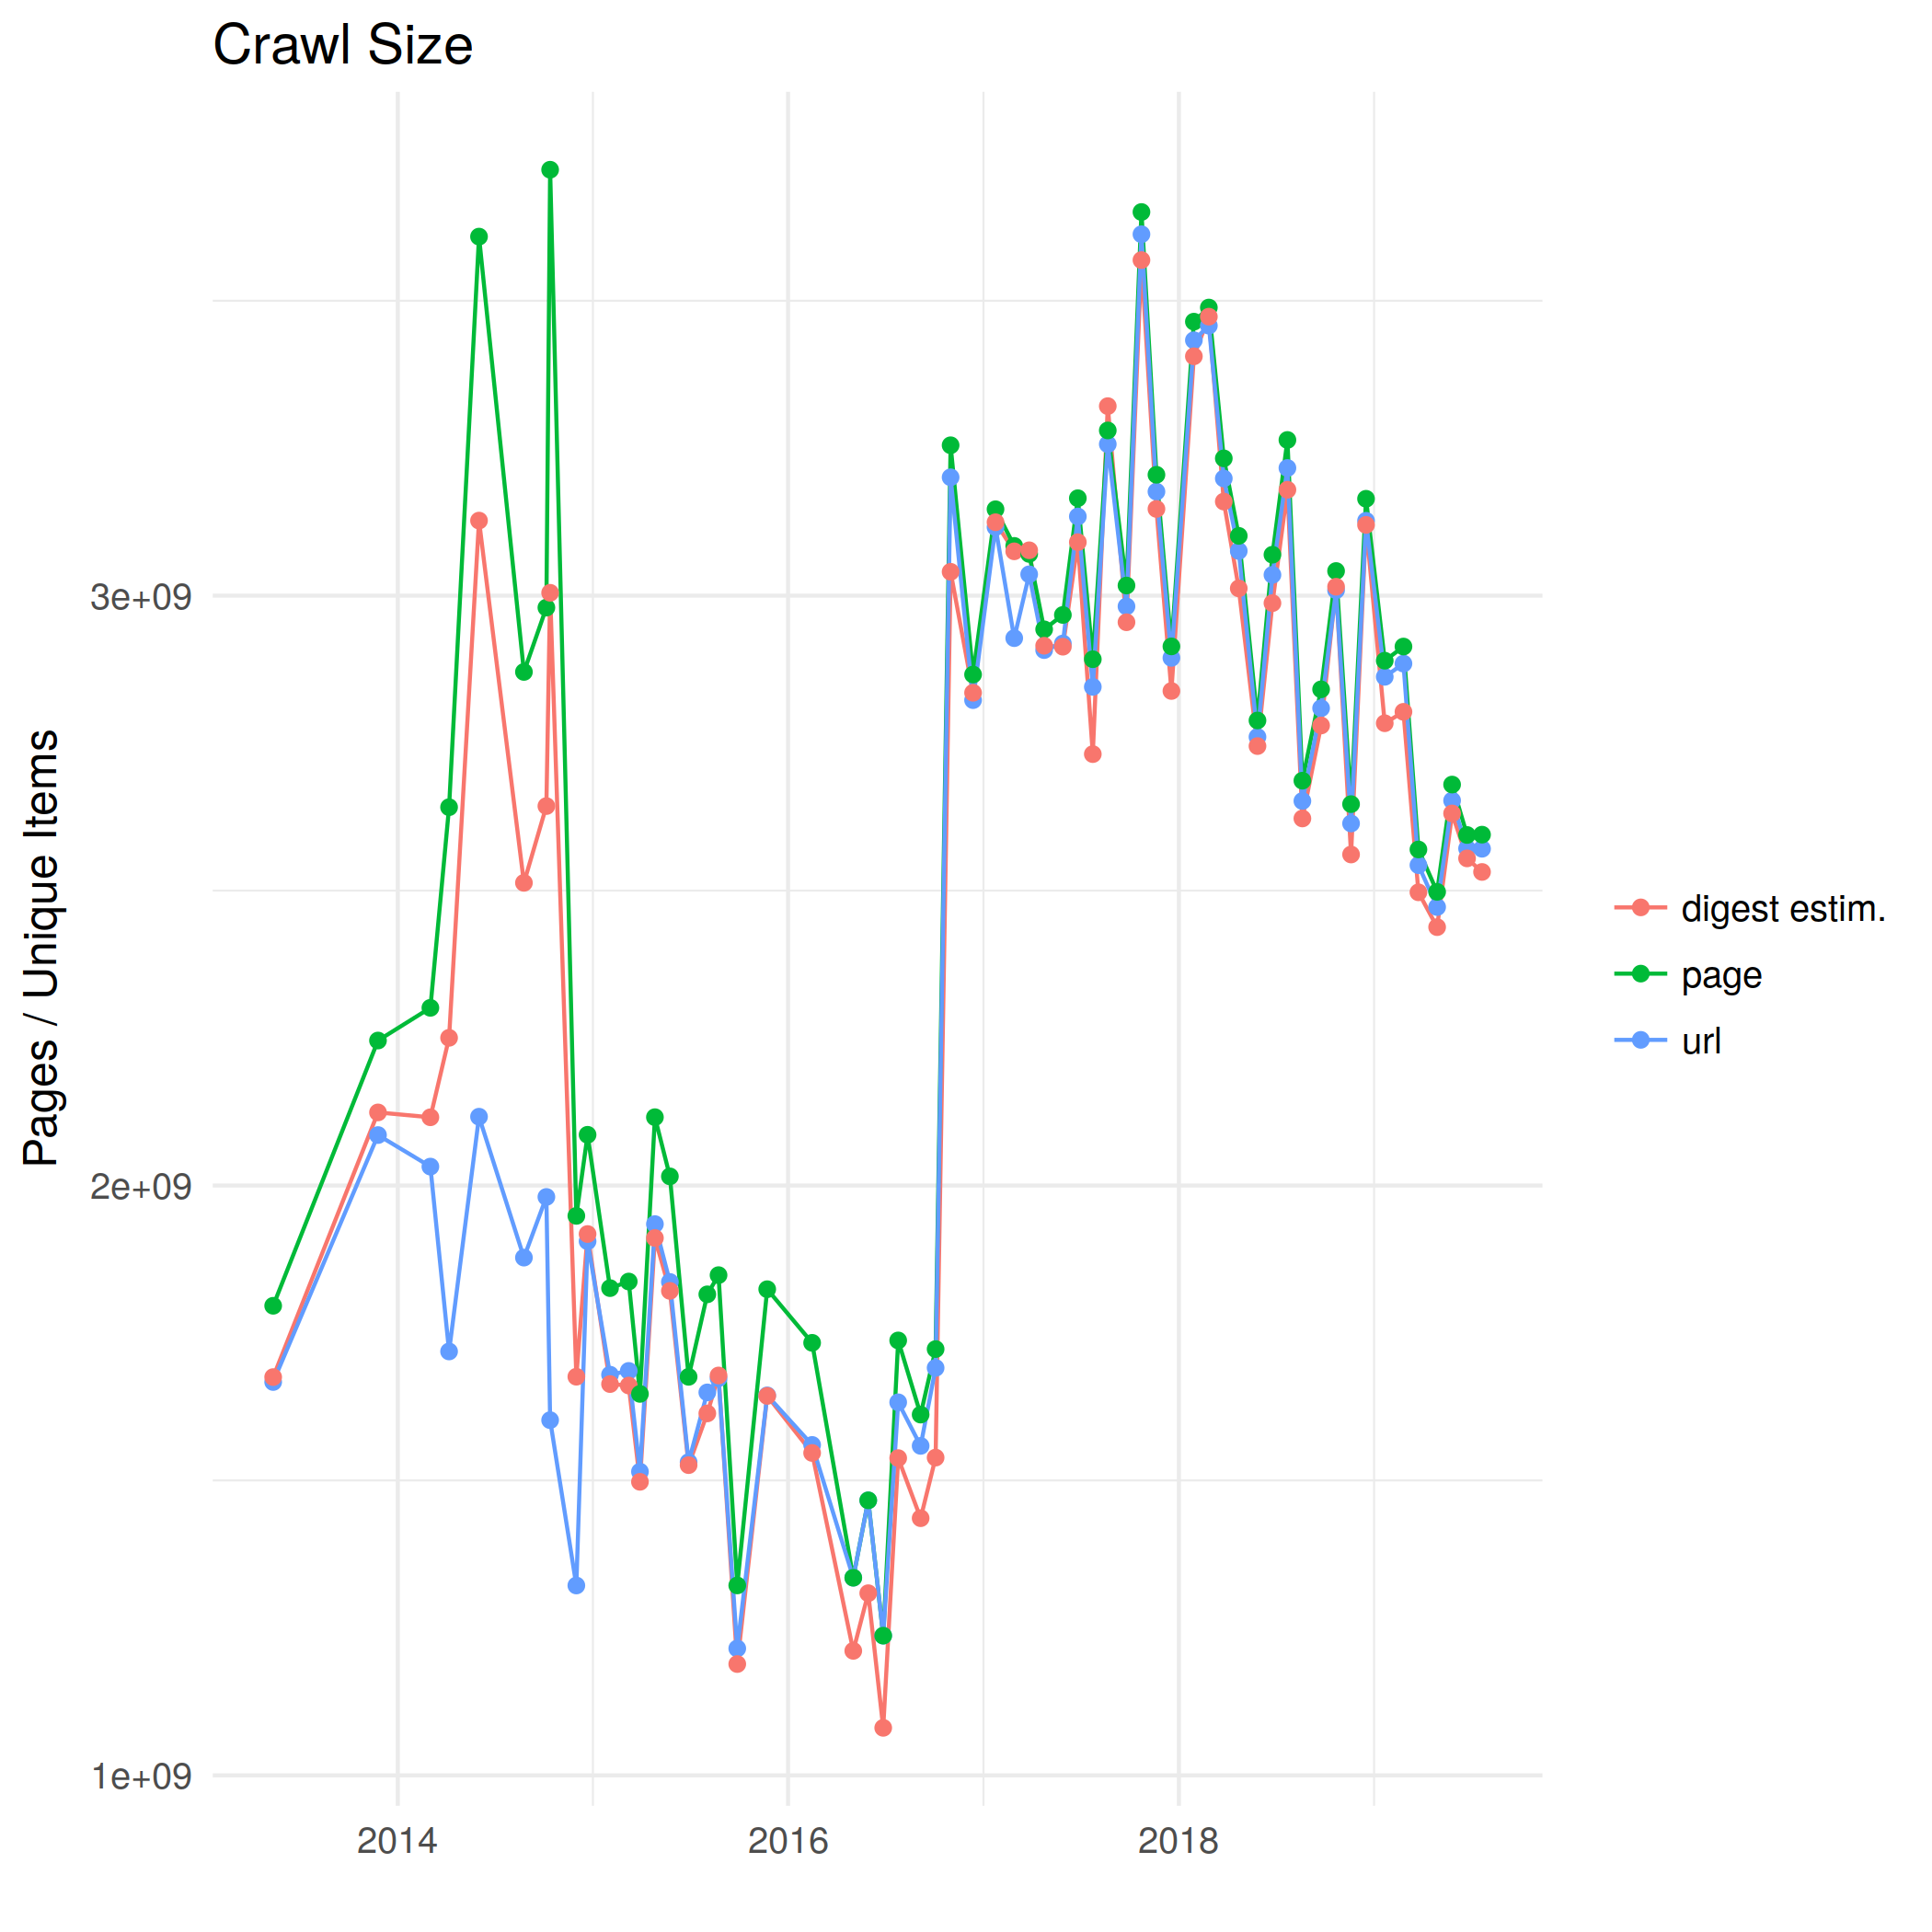 Crawl Size
Pages / Unique Items
3e+09
2e+09
1e+09
2014
2016
2018
digest estim.
page
url